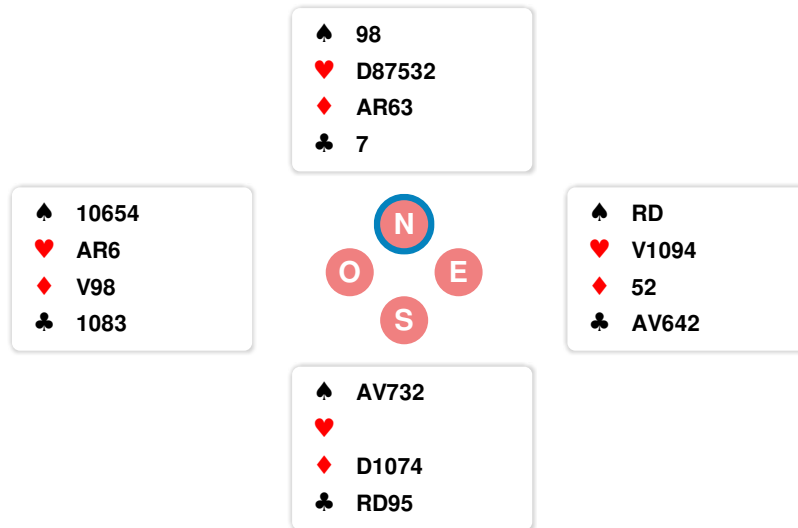 ♠ 98
♥ D87532
♦ AR63
♣ 7
♠ 10654
♥ AR6
♦ V98
♣ 1083
N
O
E
S
♠ RD
♥ V1094
♦ 52
♣ AV642
♠ AV732
♥
♦ D1074
♣ RD95